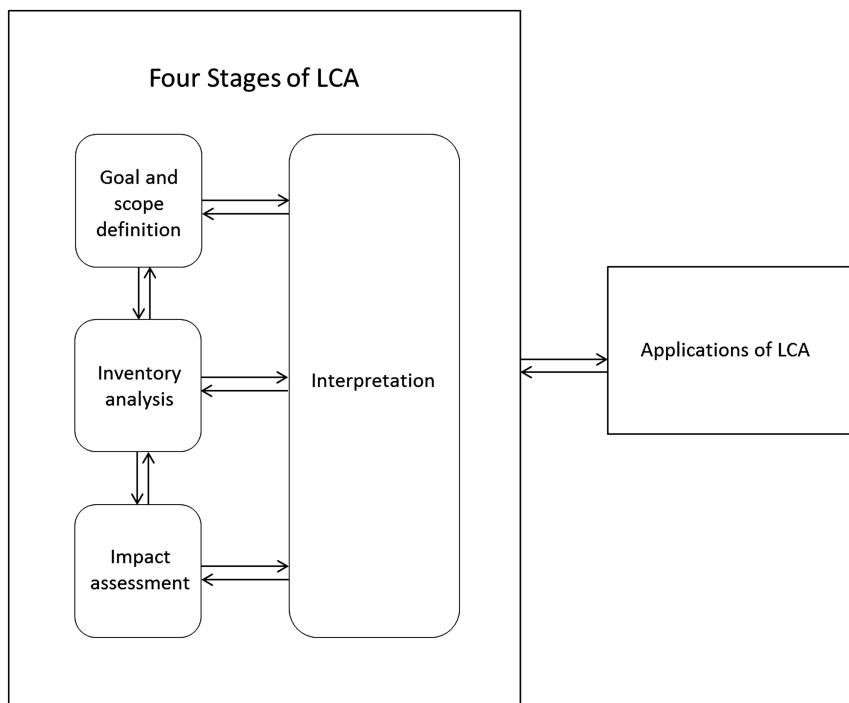 Four Stages of LCA
Goal and
scope
definition
Inventory
analysis
Interpretation
Applications of LCA
Impact
assessment